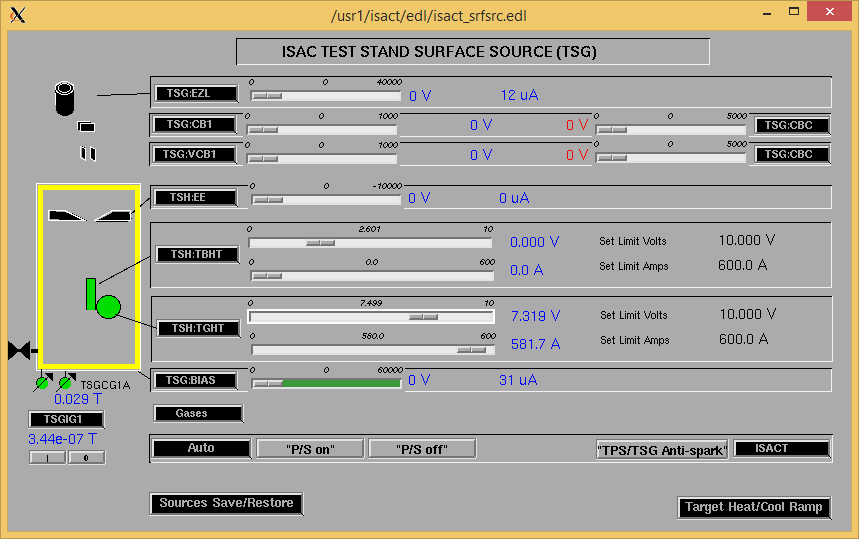 /usr1/isact/edl/isact_srfsrc.edl
ISAC TEST STAND SURFACE SOURCE (TSG)
TSG:EZL 0 0 40000 0 V 12 uA
TSG:CB1 0 1000 0 V 0 V 0 5000 TSG:CBC
TSG:VCB1 0 1000 0 V 0 V 0 5000 TSG:CBC
TSH:EE 0 0 -10000 0 V 0 uA
TSH:TBHT
0 2.601 10 0.000 V Set Limit Volts 10.000 V
0 0.0 600 0.0 A Set Limit Amps 600.0 A
TSH:TGHT
0 7.499 10 7.319 V Set Limit Volts 10.000 V
0 580.0 600 581.7 A Set Limit Amps 600.0 A
TSG:BIAS 0 0 60000 0 V 31 uA
TSGCG1A
0.029 T
TSGIG1
3.44e-07 T
I 0
Gases
Auto "P/S on" "P/S off" "TPS/TSG Anti-spark" ISACT
Sources Save/Restore
Target Heat/Cool Ramp